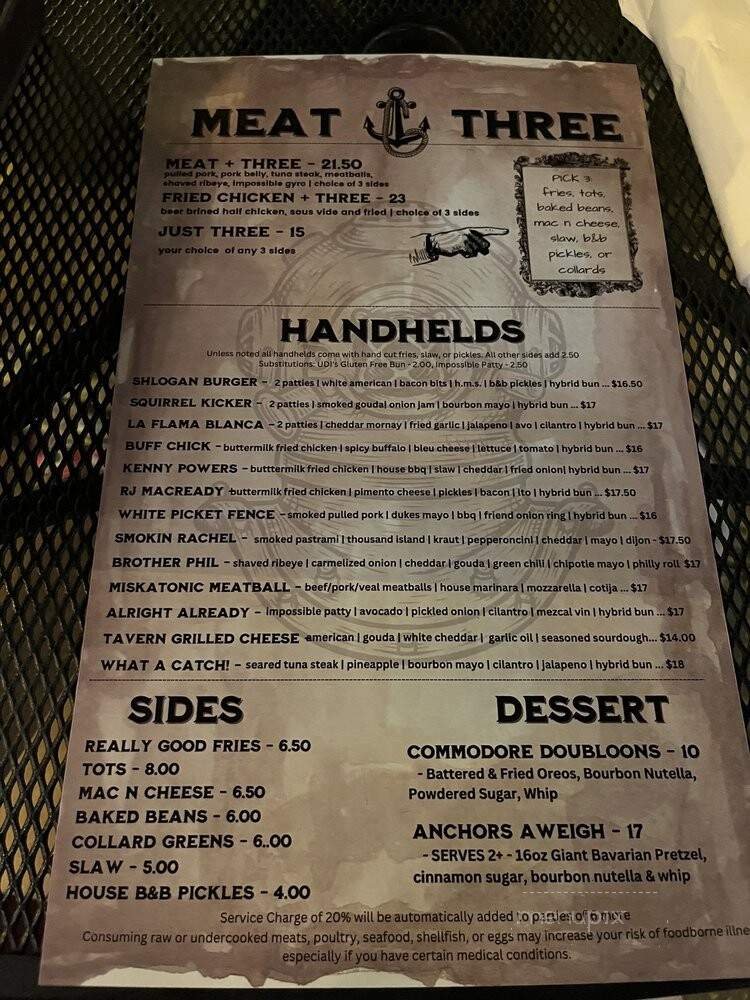 MEAT THREE
MEAT + THREE - 21.50
pulled pork, pork belly, tuna steak, meatballs,
shaved ribeye, impossible gyro | choice of 3 sides
FRIED CHICKEN + THREE - 23
beer brined half chicken, sous vide and fried | choice of 3 sides
JUST THREE - 15
your choice of any 3 sides
PICK 3:
fries, tots,
baked beans,
mac n cheese,
slaw, b&b
pickles, or
collards
HANDHELDS
Unless noted all handhelds come with hand cut fries, slaw, or pickles. All other sides add 2.50
Substitutions: UDI's Gluten Free Bun - 2.00, Impossible Patty - 2.50
SHLOGAN BURGER - 2 patties | white american | bacon bits | h.m.s. | b&b pickles | hybrid bun ... $16.50
SQUIRREL KICKER - 2 patties | smoked gouda| onion jam | bourbon mayo | hybrid bun ... $17
LA FLAMA BLANCA - 2 patties | cheddar mornay | fried garlic | jalapeno | avo | cilantro | hybrid bun ... $17
BUFF CHICK - buttermilk fried chicken | spicy buffalo | bleu cheese | lettuce | tomato | hybrid bun ... $16
KENNY POWERS - butttermilk fried chicken | house bbq | slaw | cheddar | fried onion| hybrid bun ... $17
RJ MACREADY -buttermilk fried chicken | pimento cheese | pickles | bacon | lto | hybrid bun ... $17.50
WHITE PICKET FENCE - smoked pulled pork | dukes mayo | bbq | friend onion ring | hybrid bun ... $16
SMOKIN RACHEL - smoked pastrami | thousand island | kraut | pepperoncini | cheddar | mayo | dijon - $17.50
BROTHER PHIL - shaved ribeye | carmelized onion | cheddar | gouda | green chili | chipotle mayo | philly roll $17
MISKATONIC MEATBALL - beef/pork/veal meatballs | house marinara | mozzarella | cotija ... $17
ALRIGHT ALREADY - impossible patty | avocado | pickled onion | cilantro | mezcal vin | hybrid bun ... $17
TAVERN GRILLED CHEESE -american | gouda | white cheddar | garlic oil | seasoned sourdough... $14.00
WHAT A CATCH! - seared tuna steak | pineapple | bourbon mayo | cilantro | jalapeno | hybrid bun ... $18
SIDES
REALLY GOOD FRIES - 6.50
TOTS - 8.00
MAC N CHEESE - 6.50
BAKED BEANS - 6.00
COLLARD GREENS - 6..00
SLAW - 5.00
HOUSE B&B PICKLES - 4.00
DESSERT
COMMODORE DOUBLOONS - 10
- Battered & Fried Oreos, Bourbon Nutella,
Powdered Sugar, Whip
ANCHORS AWEIGH - 17
- SERVES 2+ - 16oz Giant Bavarian Pretzel,
cinnamon sugar, bourbon nutella & whip
Service Charge of 20% will be automatically added to parties of or more
Consuming raw or undercooked meats, poultry, seafood, shellfish, or eggs may increase your risk of foodborne illne
especially if you have certain medical conditions.